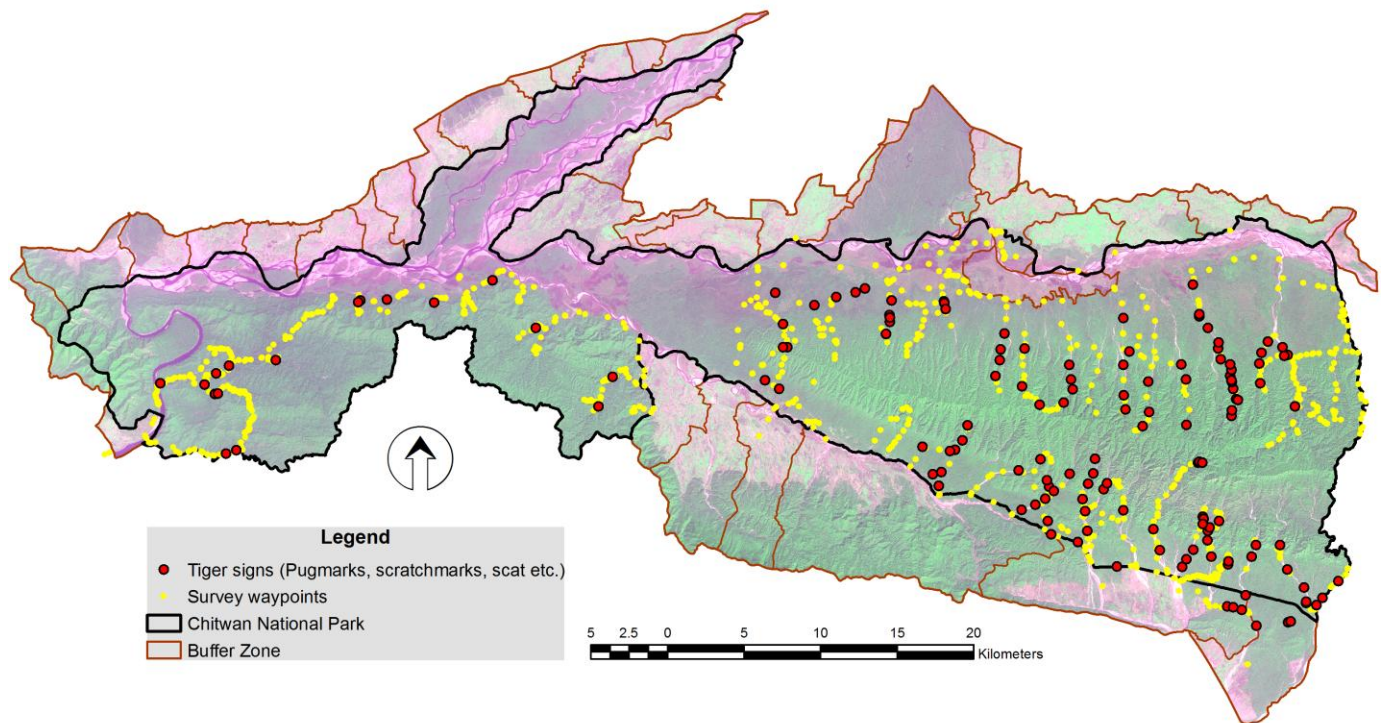 Legend
Tiger signs (Pugmarks, scratchmarks, scat etc.)
Survey waypoints
Chitwan National Park
Buffer Zone
5 2.5 0 5 10 15 20
Kilometers